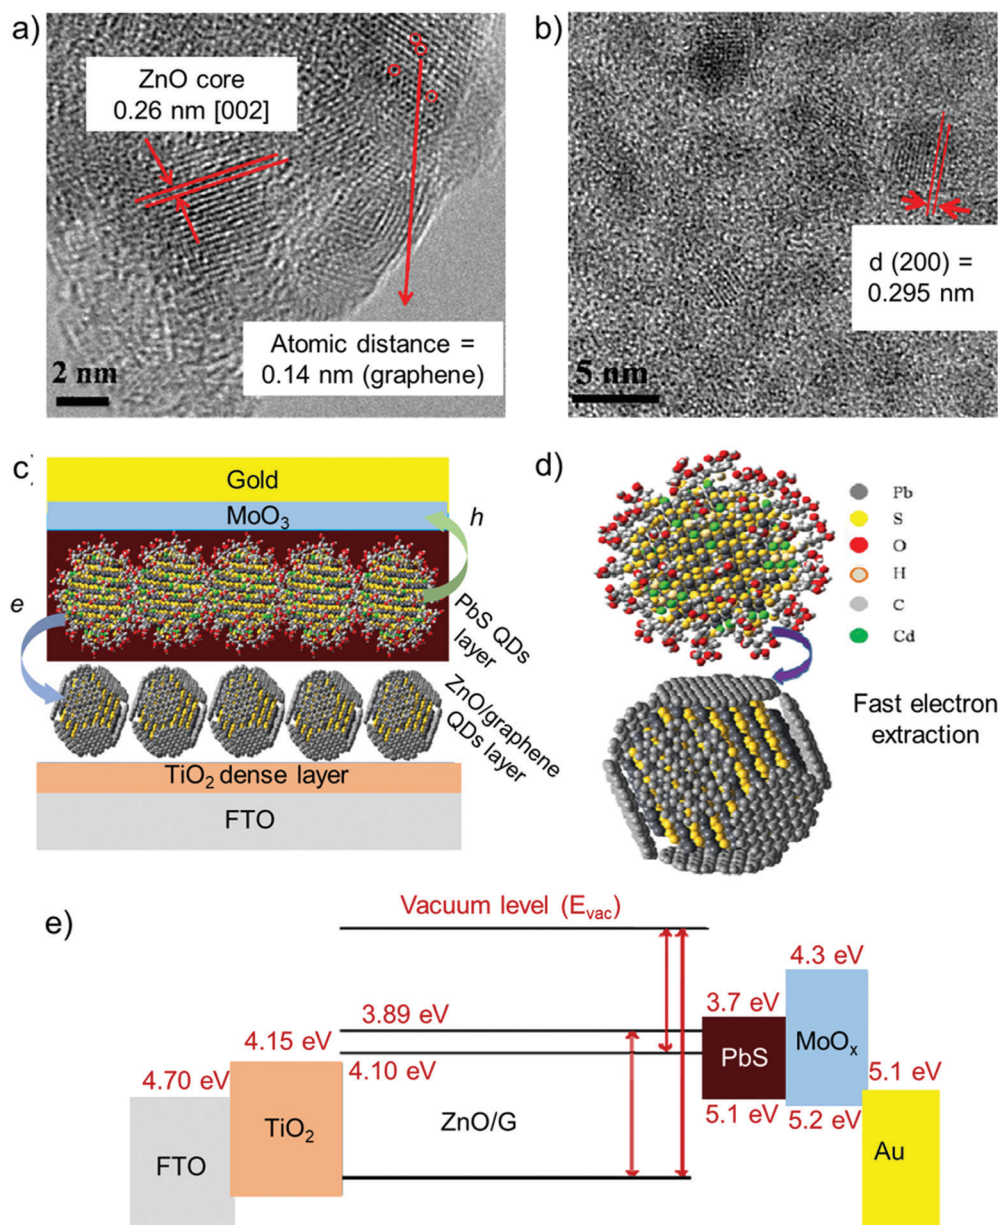 a)
ZnO core
0.26 nm [002]
Atomic distance =
0.14 nm (graphene)
2 nm
b)
d (200) =
0.295 nm
5 nm
c)
Gold
MoO₃
h
e
PbS QDs
layer
ZnO/graphene
QDs layer
TiO₂ dense layer
FTO
d)
Pb
S
O
H
C
Cd
Fast electron
extraction
e)
Vacuum level (Eᵥₐc)
4.3 eV
3.89 eV
3.7 eV
4.15 eV
MoOₓ
4.70 eV
4.10 eV
PbS
5.1 eV
TiO₂
ZnO/G
5.1 eV
5.2 eV
FTO
Au